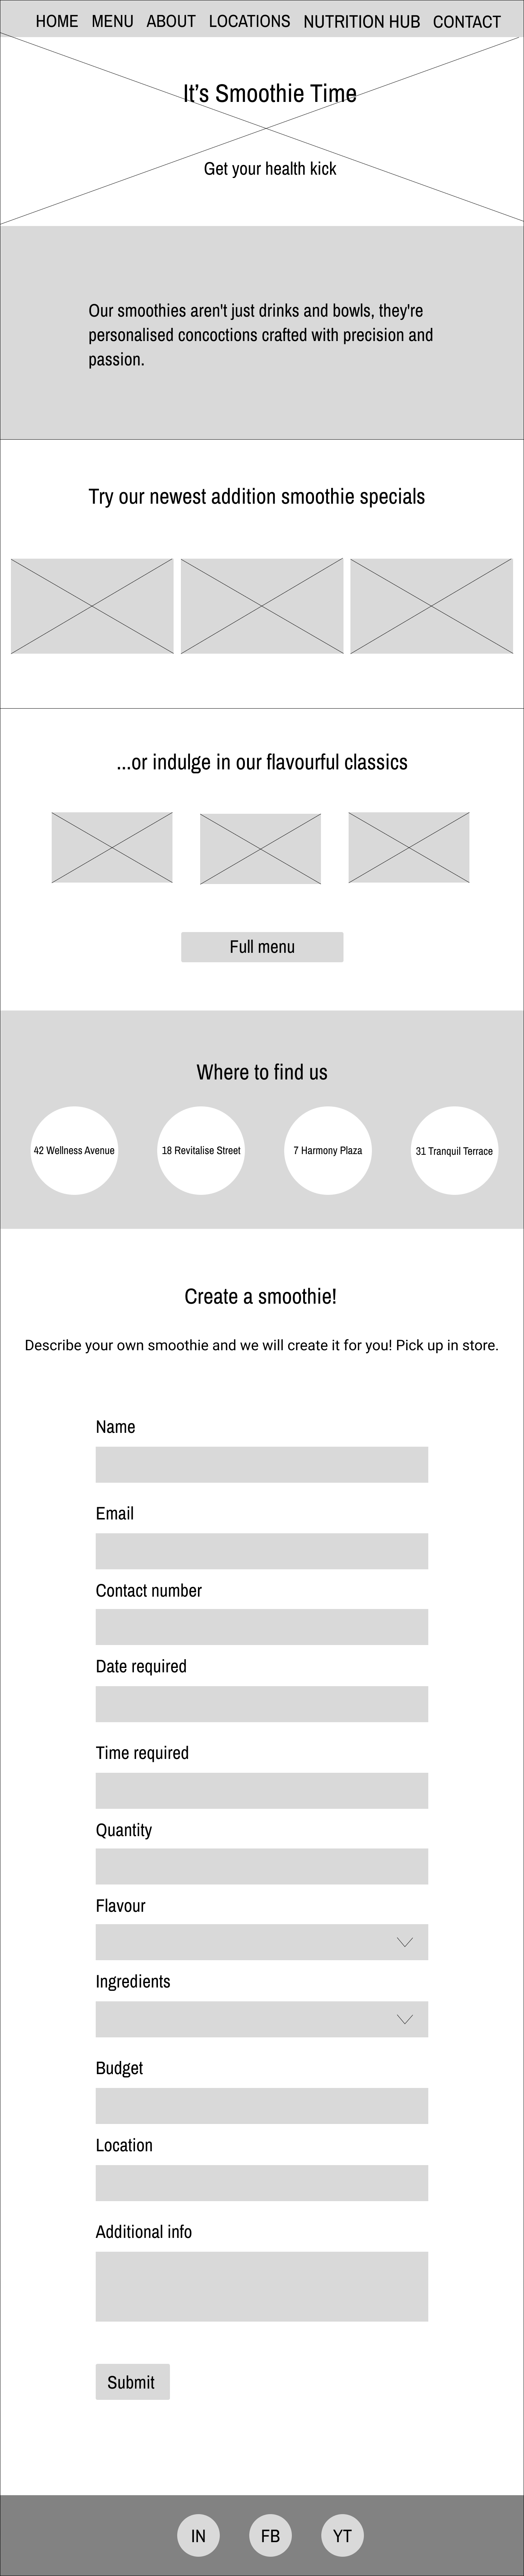 HOME MENU ABOUT LOCATIONS NUTRITION HUB CONTACT
It's Smoothie Time
Get your health kick
Our smoothies aren't just drinks and bowls, they're
personalised concoctions crafted with precision and
passion.
Try our newest addition smoothie specials
...or indulge in our flavourful classics
Full menu
Where to find us
42 Wellness Avenue 18 Revitalise Street 7 Harmony Plaza 31 Tranquil Terrace
Create a smoothie!
Describe your own smoothie and we will create it for you! Pick up in store.
Name
Email
Contact number
Date required
Time required
Quantity
Flavour
Ingredients
Budget
Location
Additional info
Submit
IN FB YT